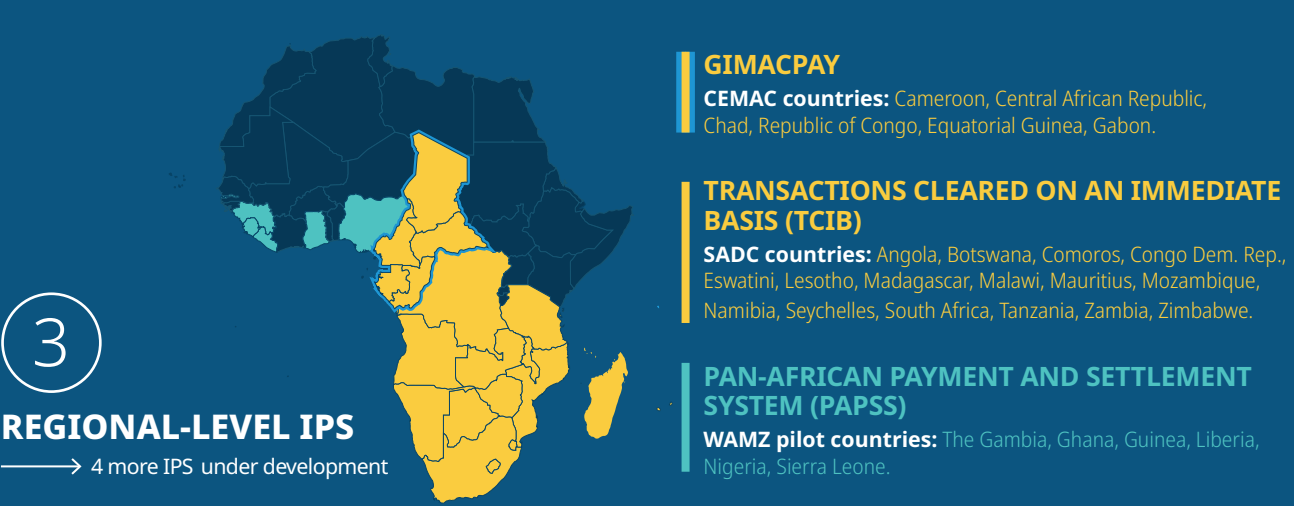 3
REGIONAL-LEVEL IPS
4 more IPS under development
GIMACPAY
CEMAC countries: Cameroon, Central African Republic,
Chad, Republic of Congo, Equatorial Guinea, Gabon.
TRANSACTIONS CLEARED ON AN IMMEDIATE
BASIS (TCIB)
SADC countries: Angola, Botswana, Comoros, Congo Dem. Rep.,
Eswatini, Lesotho, Madagascar, Malawi, Mauritius, Mozambique,
Namibia, Seychelles, South Africa, Tanzania, Zambia, Zimbabwe.
PAN-AFRICAN PAYMENT AND SETTLEMENT
SYSTEM (PAPSS)
WAMZ pilot countries: The Gambia, Ghana, Guinea, Liberia,
Nigeria, Sierra Leone.